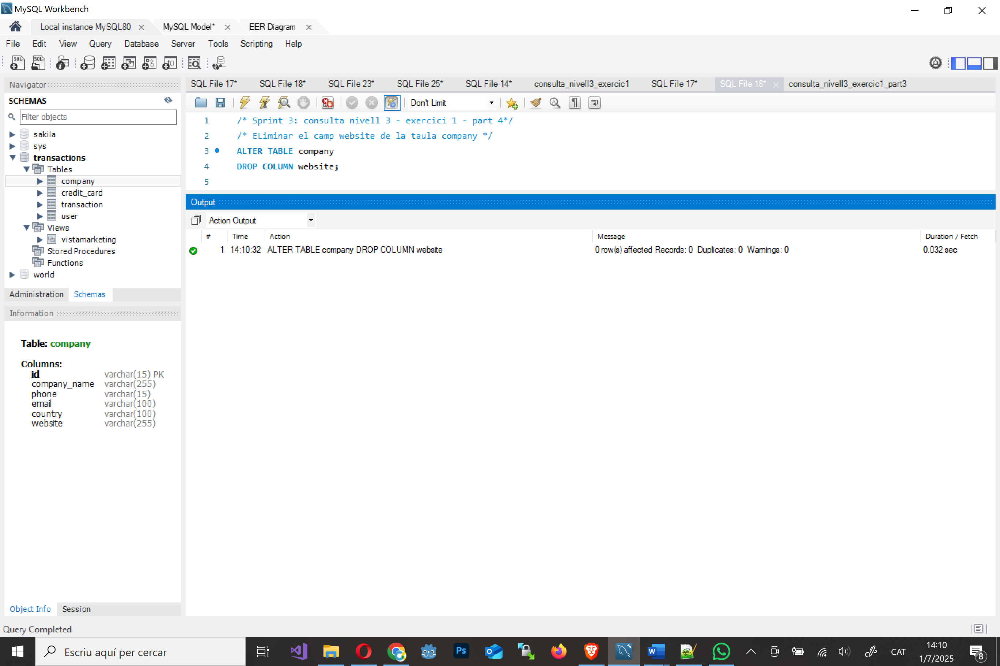 MySQL Workbench
Local instance MySQL80
MySQL Model*
EER Diagram
File Edit View Query Database Server Tools Scripting Help
Navigator
SCHEMAS
Filter objects
sakila
sys
transactions
Tables
company
credit_card
transaction
user
Views
vistamarketing
Stored Procedures
Functions
world
Administration Schemas
Information
Table: company
Columns:
id varchar(15) PK
company_name varchar(255)
phone varchar(15)
email varchar(100)
country varchar(100)
website varchar(255)
Object Info Session
SQL File 17* SQL File 18* SQL File 23* SQL File 25* SQL File 14* consulta_nivell3_exercic1 SQL File 17* SQL File 18* consulta_nivell3_exercic1_part3
Don't Limit
1 /* Sprint 3: consulta nivell 3 - exercici 1 - part 4*/
2 /* ELiminar el camp website de la taula company */
3 ALTER TABLE company
4 DROP COLUMN website;
5
Output
Action Output
# Time Action Message Duration / Fetch
1 14:10:32 ALTER TABLE company DROP COLUMN website 0 row(s) affected Records: 0 Duplicates: 0 Warnings: 0 0.032 sec
Query Completed
Escriu aquí per cercar
CAT
14:10
1/7/2025
8